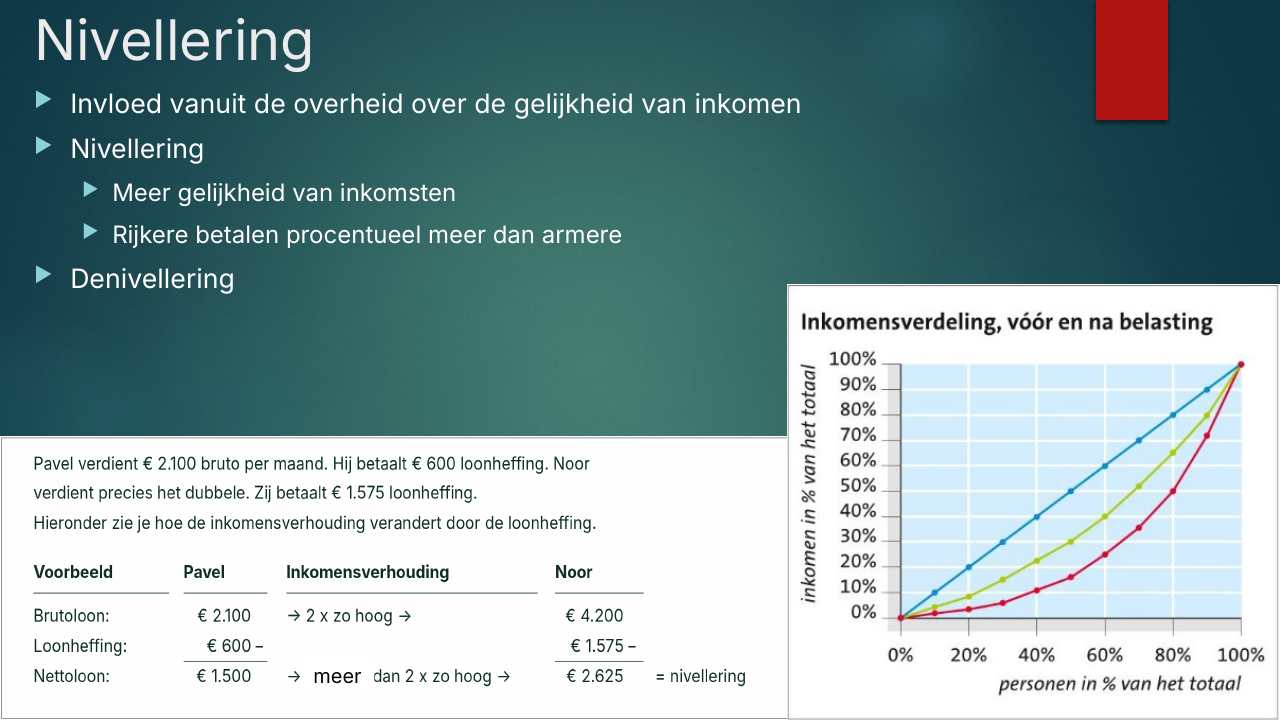 Nivellering
Invloed vanuit de overheid over de gelijkheid van inkomen
Nivellering
Meer gelijkheid van inkomsten
Rijkere betalen procentueel meer dan armere
Denivellering
Pavel verdient € 2.100 bruto per maand. Hij betaalt € 600 loonheffing. Noor
verdient precies het dubbele. Zij betaalt € 1.575 loonheffing.
Hieronder zie je hoe de inkomensverhouding verandert door de loonheffing.
Voorbeeld Pavel Inkomensverhouding Noor
Brutoloon: € 2.100 → 2 x zo hoog → € 4.200
Loonheffing: € 600 – € 1.575 –
Nettoloon: € 1.500 → meer dan 2 x zo hoog → € 2.625 = nivellering
Inkomensverdeling, vóór en na belasting
inkomen in % van het totaal
100%
90%
80%
70%
60%
50%
40%
30%
20%
10%
0%
0% 20% 40% 60% 80% 100%
personen in % van het totaal